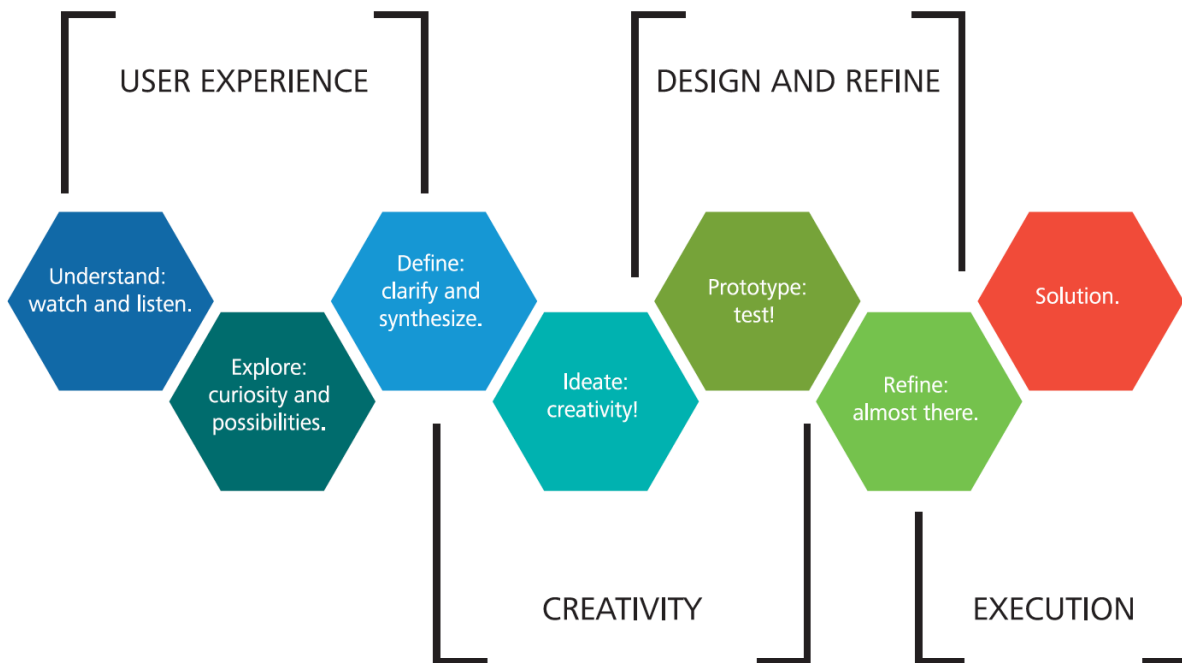 USER EXPERIENCE
DESIGN AND REFINE
Understand:
watch and listen.
Explore:
curiosity and
possibilities.
Define:
clarify and
synthesize.
Ideate:
creativity!
Prototype:
test!
Refine:
almost there.
Solution.
CREATIVITY
EXECUTION